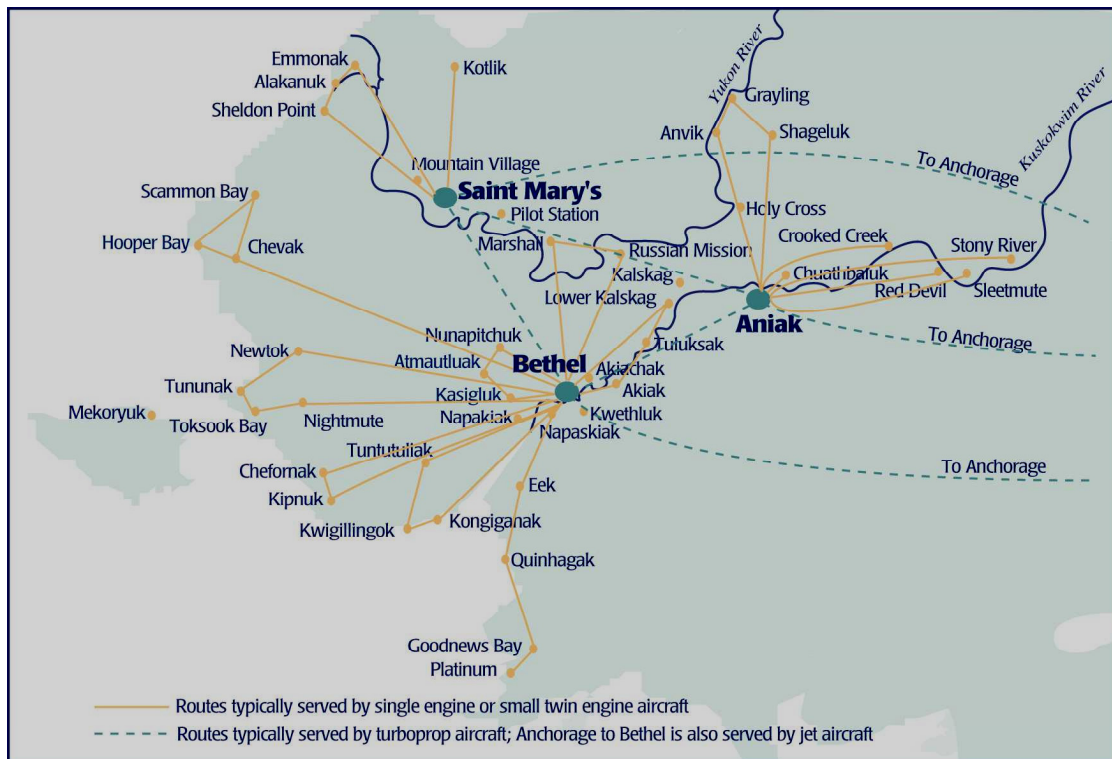 Emmonak
Kotlik
Alakanuk
Sheldon Point
Yukon River
Grayling
Anvik
Shageluk
Kuskokwim River
Mountain Village
To Anchorage
Scammon Bay
Saint Mary's
Pilot Station
Holy Cross
Hooper Bay
Chevak
Marshall
Russian Mission
Crooked Creek
Stony River
Kalskag
Chuathbaluk
Lower Kalskag
Red Devil
Sleetmute
Aniak
Nunapitchuk
Tuluksak
To Anchorage
Newtok
Atmautluak
Bethel
Akiachak
Tununak
Kasigluk
Akiak
Mekoryuk
Toksook Bay
Nightmute
Napakiak
Kwethluk
Napaskiak
Tuntutuliak
Chefornak
To Anchorage
Kipnuk
Eek
Kwigillingok
Kongiganak
Quinhagak
Goodnews Bay
Platinum
Routes typically served by single engine or small twin engine aircraft
Routes typically served by turboprop aircraft; Anchorage to Bethel is also served by jet aircraft